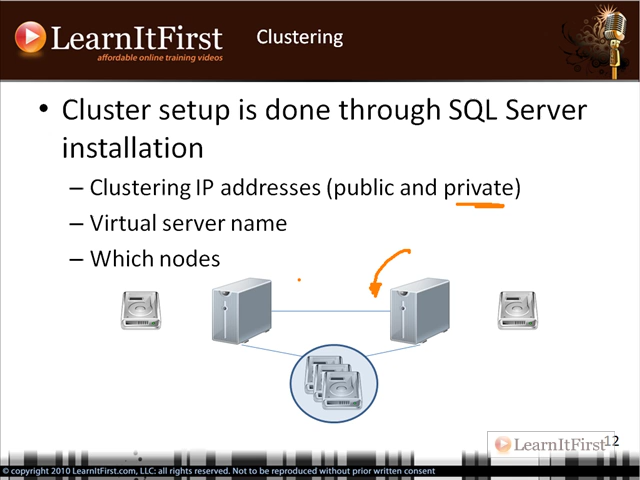 LearnItFirst
affordable online training videos
Clustering
• Cluster setup is done through SQL Server
installation
– Clustering IP addresses (public and private)
– Virtual server name
– Which nodes
LearnItFirst
12
© copyright 2010 LearnItFirst.com, LLC: all rights reserved. Not to be reproduced without prior written consent